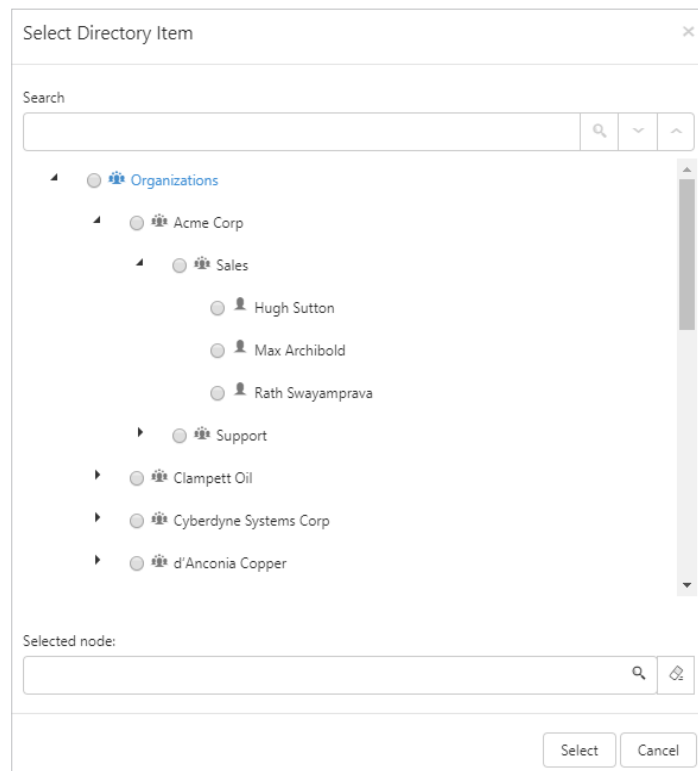 Select Directory Item
Search
Organizations
Acme Corp
Sales
Hugh Sutton
Max Archibold
Rath Swayamprava
Support
Clampett Oil
Cyberdyne Systems Corp
d'Anconia Copper
Selected node:
Select Cancel